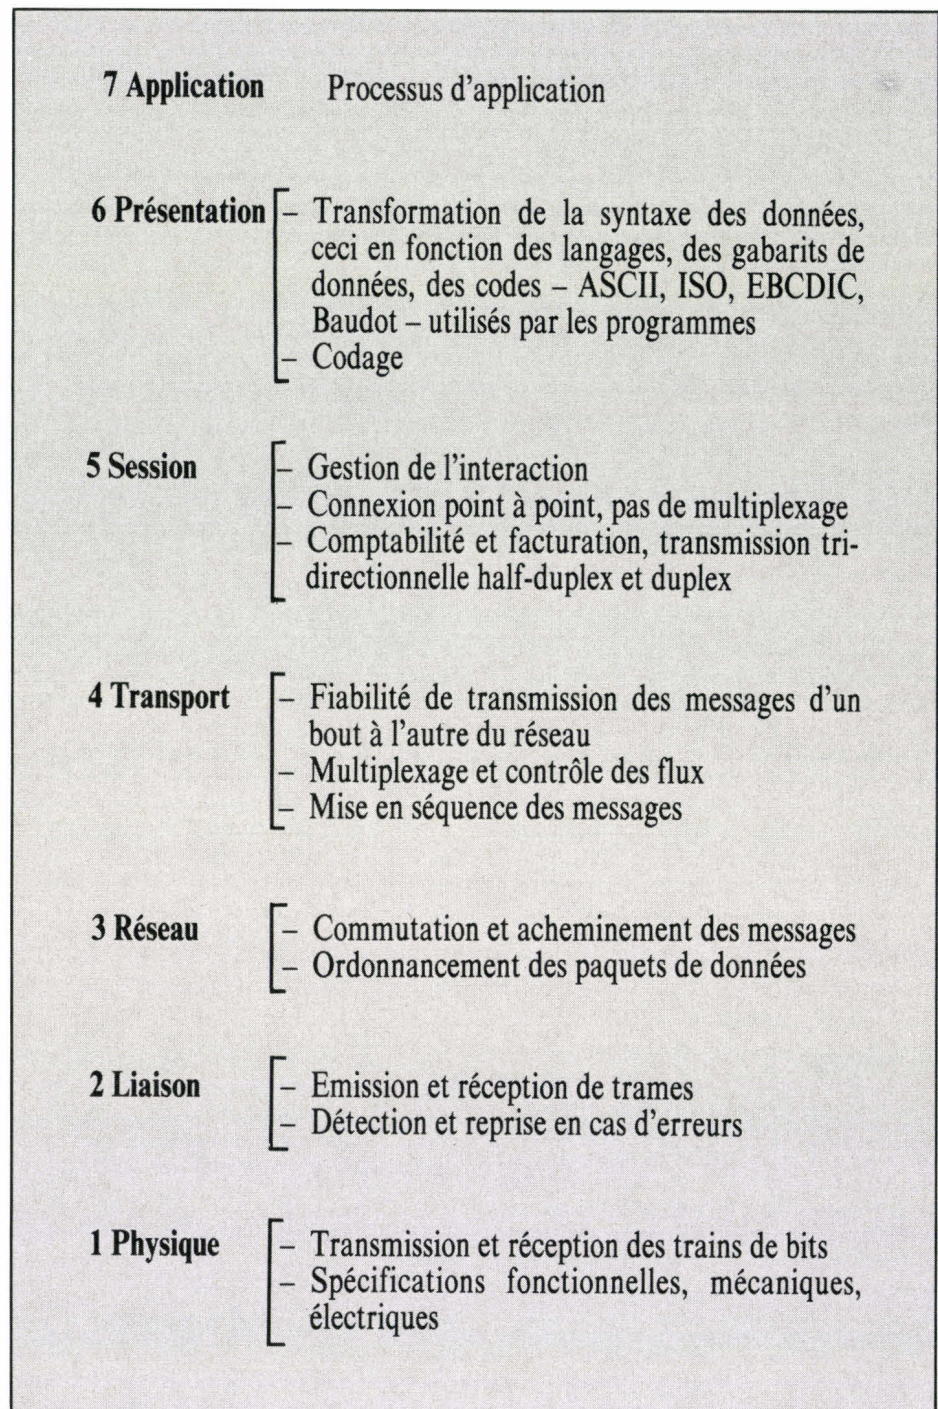 7 Application Processus d'application
6 Présentation – Transformation de la syntaxe des données,
ceci en fonction des langages, des gabarits de
données, des codes – ASCII, ISO, EBCDIC,
Baudot – utilisés par les programmes
– Codage
5 Session – Gestion de l'interaction
– Connexion point à point, pas de multiplexage
– Comptabilité et facturation, transmission tri-
directionnelle half-duplex et duplex
4 Transport – Fiabilité de transmission des messages d'un
bout à l'autre du réseau
– Multiplexage et contrôle des flux
– Mise en séquence des messages
3 Réseau – Commutation et acheminement des messages
– Ordonnancement des paquets de données
2 Liaison – Emission et réception de trames
– Détection et reprise en cas d'erreurs
1 Physique – Transmission et réception des trains de bits
– Spécifications fonctionnelles, mécaniques,
électriques